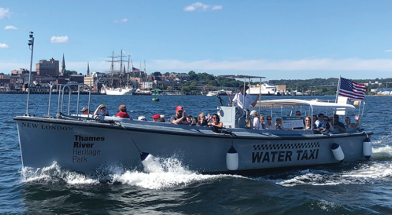 NEW LONDON
Thames
River
Heritage
Park
WATER TAXI